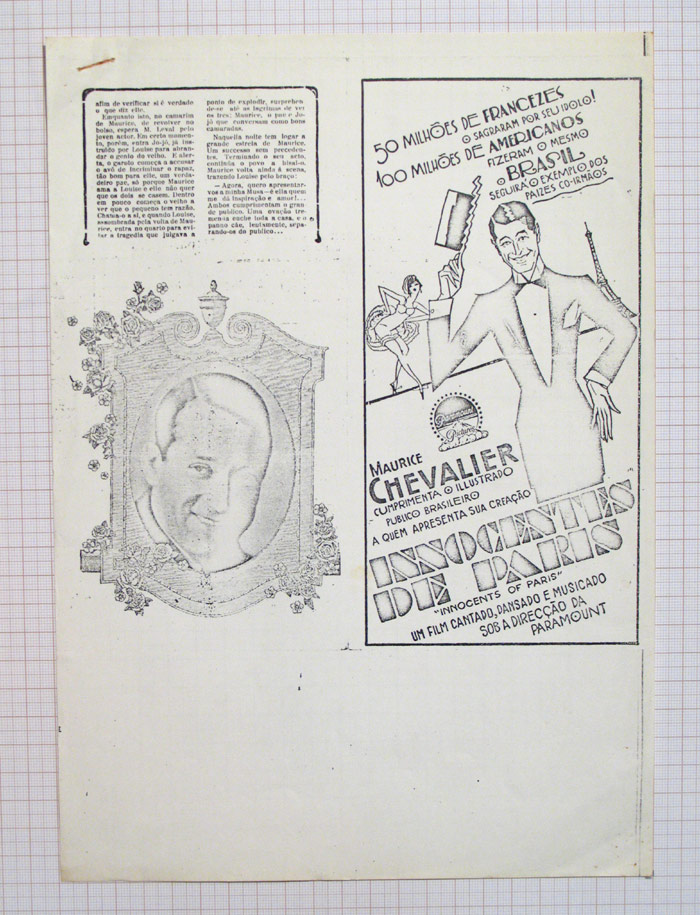 afim de verificar si é verdade
o que diz elle.
Emquanto isto, no camarim
de Maurice, de revolver no
bolso, espera M. Leval pelo
joven actor. Em certo momen-
to, porém, entra Jo-jó, já ins-
truido por Louise para abran-
dar o genio do velho. E aler-
ta, o garoto começa a accusar
o avô de incriminar o rapaz,
tão bom para elle, um verda-
deiro pae, só porque Maurice
ama a Louise e elle não quer
que os dois se casem. Dentro
em pouco começa o velho a
ver que o pequeno tem razão.
Chama-o a si, e quando Louise,
assombrada pela volta de Mau-
rice, entra no quarto para evi-
tar a tragedia que julgava a
ponto de explodir, surprehen-
de-se até as lagrimas de ver
os tres: Maurice, o pae e Jo-
jó que conversam como bons
camaradas.
Naquella noite tem logar a
grande estréa de Maurice.
Um successo sem preceden-
tes. Terminado o seu acto,
continúa o povo a
Maurice volta ainda á scena,
trazendo Louise pelo braço:
— Agora, quero apresentar-
vos a minha Musa – é ella quem
me dá inspiração e amor!...
Ambos cumprimentam o gran
de publico. Uma ovação tre-
menda enche toda a casa, e o
panno cáe, lentamente, sepa-
rando-os do publico...
50 MILHÕES DE FRANCEZES
O SAGRARAM POR SEU IDOLO!
100 MILHÕES DE AMERICANOS
FIZERAM O MESMO
O BRASIL
SEGUIRÁ O EXEMPLO DOS
PAIZES CO-IRMÃOS
Paramount
Pictures
MAURICE
CHEVALIER
CUMPRIMENTA O ILLUSTRADO
PUBLICO BRASILEIRO
A QUEM APRESENTA SUA CREAÇÃO
INNOCENTES
DE PARIS
"INNOCENTS OF PARIS"
UM FILM CANTADO, DANSADO E MUSICADO
SOB A DIRECÇÃO DA
PARAMOUNT